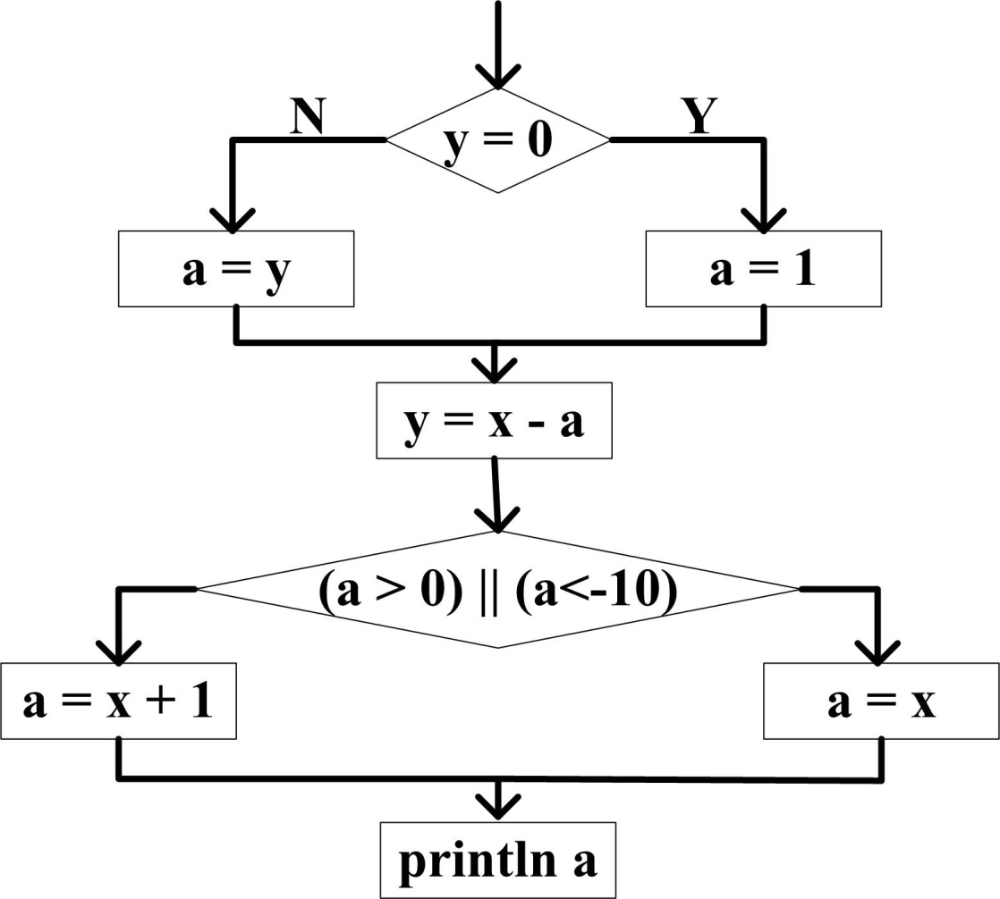 N
Y
y = 0
a = y
a = 1
y = x - a
(a > 0) || (a<-10)
a = x + 1
a = x
println a